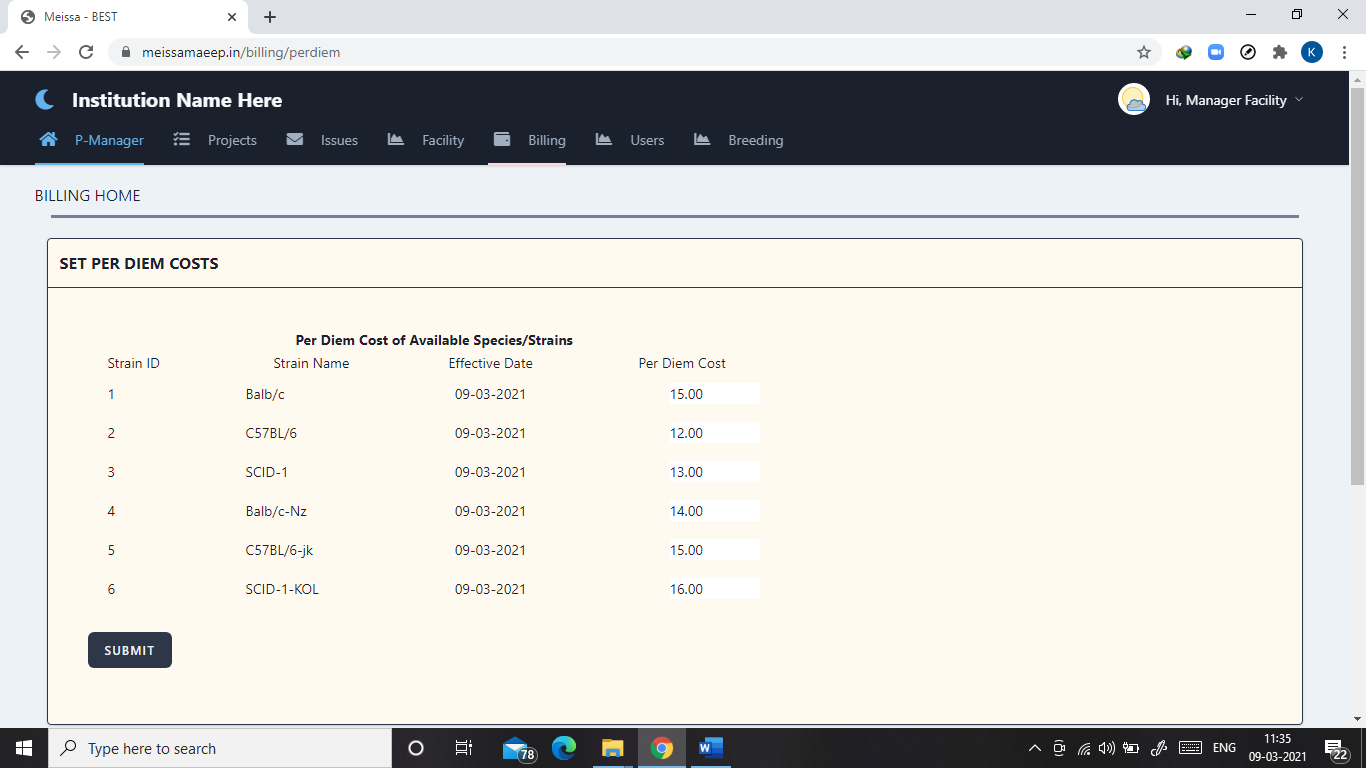 Meissa - BEST
meissamaeep.in/billing/perdiem
K
Institution Name Here
Hi, Manager Facility
P-Manager Projects Issues Facility Billing Users Breeding
BILLING HOME
SET PER DIEM COSTS
Per Diem Cost of Available Species/Strains
Strain ID Strain Name Effective Date Per Diem Cost
1 Balb/c 09-03-2021 15.00
2 C57BL/6 09-03-2021 12.00
3 SCID-1 09-03-2021 13.00
4 Balb/c-Nz 09-03-2021 14.00
5 C57BL/6-jk 09-03-2021 15.00
6 SCID-1-KOL 09-03-2021 16.00
SUBMIT
Type here to search
78
W
ENG
11:35
09-03-2021
22